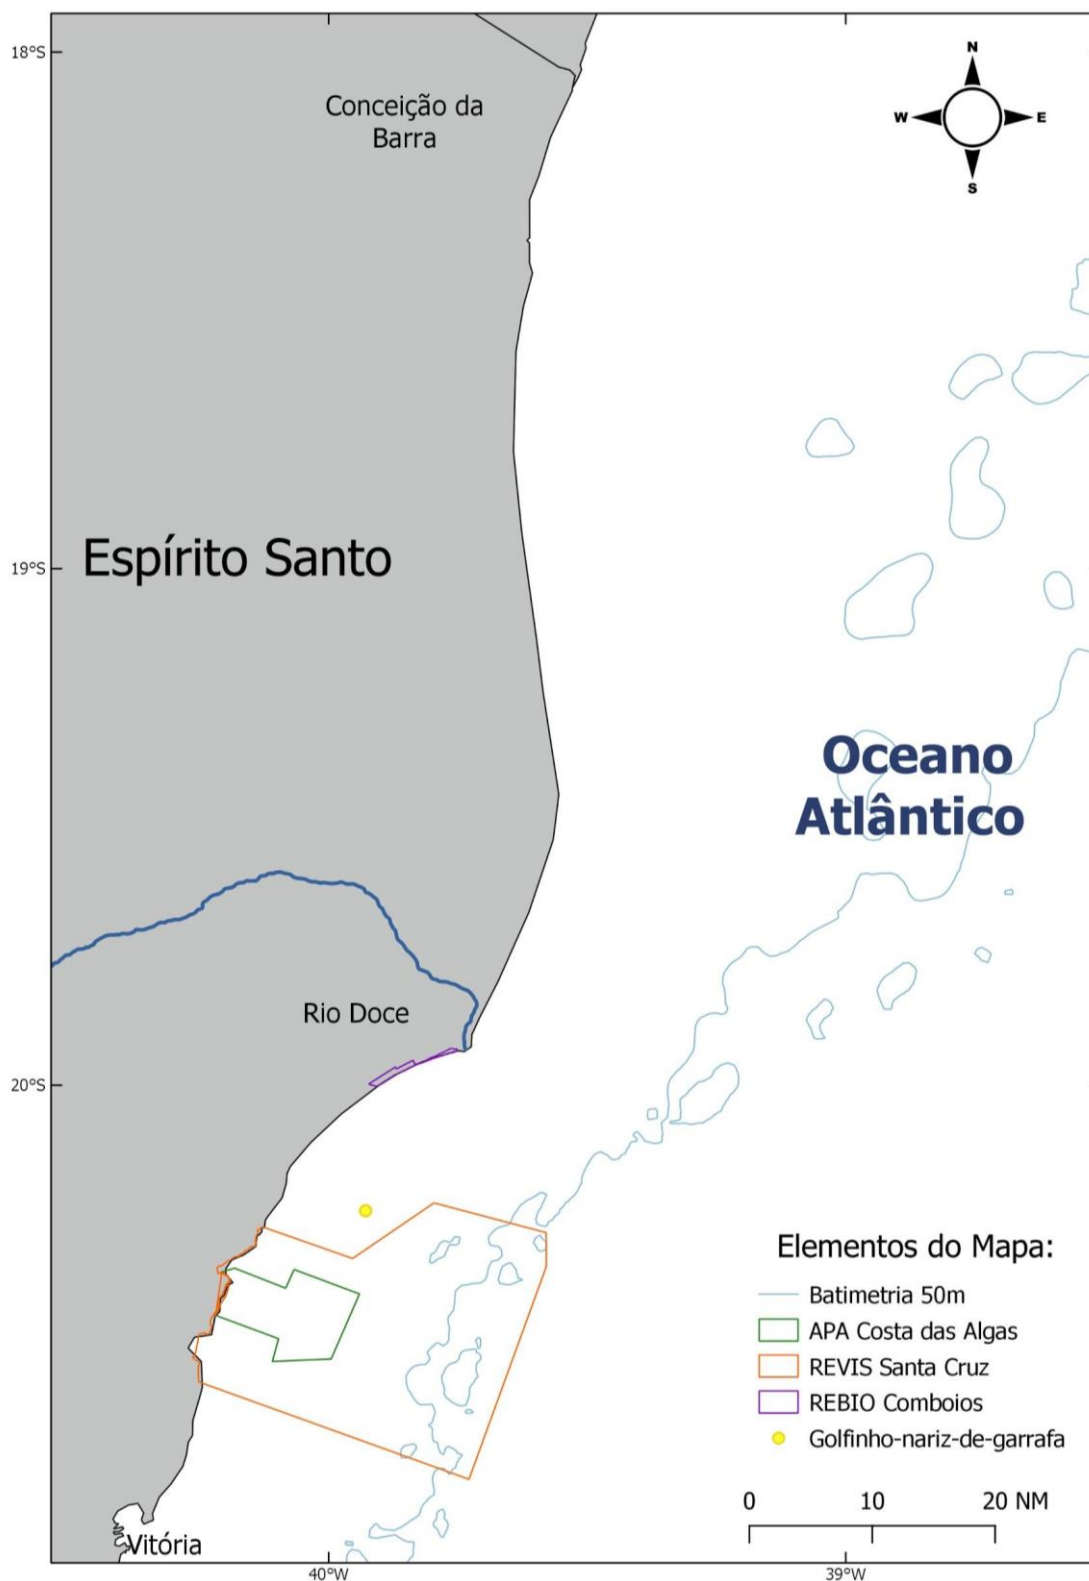 18°S
Conceição da
Barra
N
W
E
S
Espírito Santo
19°S
Oceano
Atlântico
Rio Doce
20°S
Elementos do Mapa:
Batimetria 50m
APA Costa das Algas
REVIS Santa Cruz
REBIO Comboios
Golfinho-nariz-de-garrafa
0 10 20 NM
Vitória
40°W
39°W